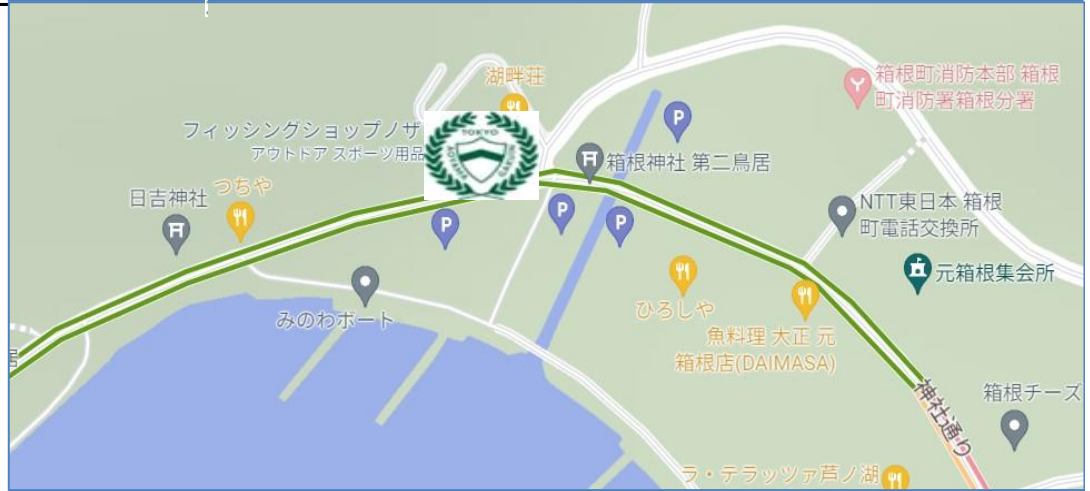 湖畔荘
箱根町消防本部 箱根
町消防署箱根分署
フィッシングショップノザ
アウトドア スポーツ用品
TOKYO
AOYAMA
GAKUIN
P
箱根神社 第二鳥居
日吉神社
つちや
NTT東日本 箱根
町電話交換所
P
P
P
元箱根集会所
みのわボート
ひろしや
魚料理 大正 元
箱根店(DAIMASA)
居
神社通り
箱根チーズ
ラ・テラッツァ芦ノ湖